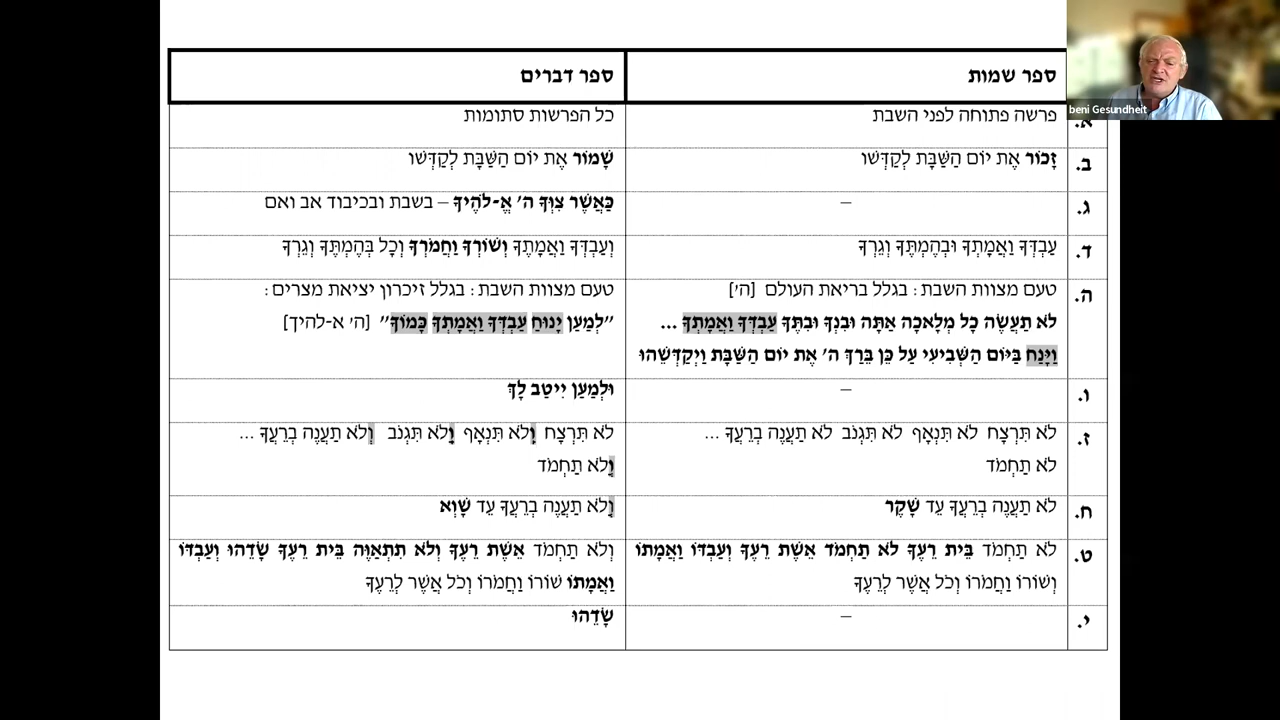 ספר שמות
ספר דברים
beni Gesundheit
א.
פרשה פתוחה לפני השבת
כל הפרשות סתומות
ב.
זָכוֹר אֶת יוֹם הַשַּׁבָּת לְקַדְּשׁוֹ
שָׁמוֹר אֶת יוֹם הַשַּׁבָּת לְקַדְּשׁוֹ
ג.
–
כַּאֲשֶׁר צִוְּךָ ה' אֱ-לֹהֶיךָ – בשבת ובכיבוד אב ואם
ד.
עַבְדְּךָ וַאֲמָתְךָ וּבְהֶמְתֶּךָ וְגֵרְךָ
וְעַבְדְּךָ וַאֲמָתֶךָ וְשׁוֹרְךָ וַחֲמֹרְךָ וְכָל בְּהֶמְתֶּךָ וְגֵרְךָ
ה.
טעם מצוות השבת: בגלל בריאת העולם [ה']
לֹא תַעֲשֶׂה כָל מְלָאכָה אַתָּה וּבִנְךָ וּבִתֶּךָ עַבְדְּךָ וַאֲמָתְךָ ...
וַיָּנַח בַּיּוֹם הַשְּׁבִיעִי עַל כֵּן בֵּרַךְ ה' אֶת יוֹם הַשַּׁבָּת וַיְקַדְּשֵׁהוּ
טעם מצוות השבת: בגלל זיכרון יציאת מצרים:
"לְמַעַן יָנוּחַ עַבְדְּךָ וַאֲמָתְךָ כָּמוֹךָ" [ה' א-להיך]
ו.
–
וּלְמַעַן יִיטַב לָךְ
ז.
לֹא תִּרְצָח לֹא תִּנְאָף לֹא תִּגְנֹב לֹא תַעֲנֶה בְרֵעֲךָ ...
לֹא תַחְמֹד
לֹא תִּרְצָח וְלֹא תִּנְאָף וְלֹא תִּגְנֹב וְלֹא תַעֲנֶה בְרֵעֲךָ ...
וְלֹא תַחְמֹד
ח.
לֹא תַעֲנֶה בְרֵעֲךָ עֵד שָׁקֶר
וְלֹא תַעֲנֶה בְרֵעֲךָ עֵד שָׁוְא
ט.
לֹא תַחְמֹד בֵּית רֵעֶךָ לֹא תַחְמֹד אֵשֶׁת רֵעֶךָ וְעַבְדּוֹ וַאֲמָתוֹ
וְשׁוֹרוֹ וַחֲמֹרוֹ וְכֹל אֲשֶׁר לְרֵעֶךָ
וְלֹא תַחְמֹד אֵשֶׁת רֵעֶךָ וְלֹא תִתְאַוֶּה בֵּית רֵעֶךָ שָׂדֵהוּ וְעַבְדּוֹ
וַאֲמָתוֹ שׁוֹרוֹ וַחֲמֹרוֹ וְכֹל אֲשֶׁר לְרֵעֶךָ
י.
–
שָׂדֵהוּ